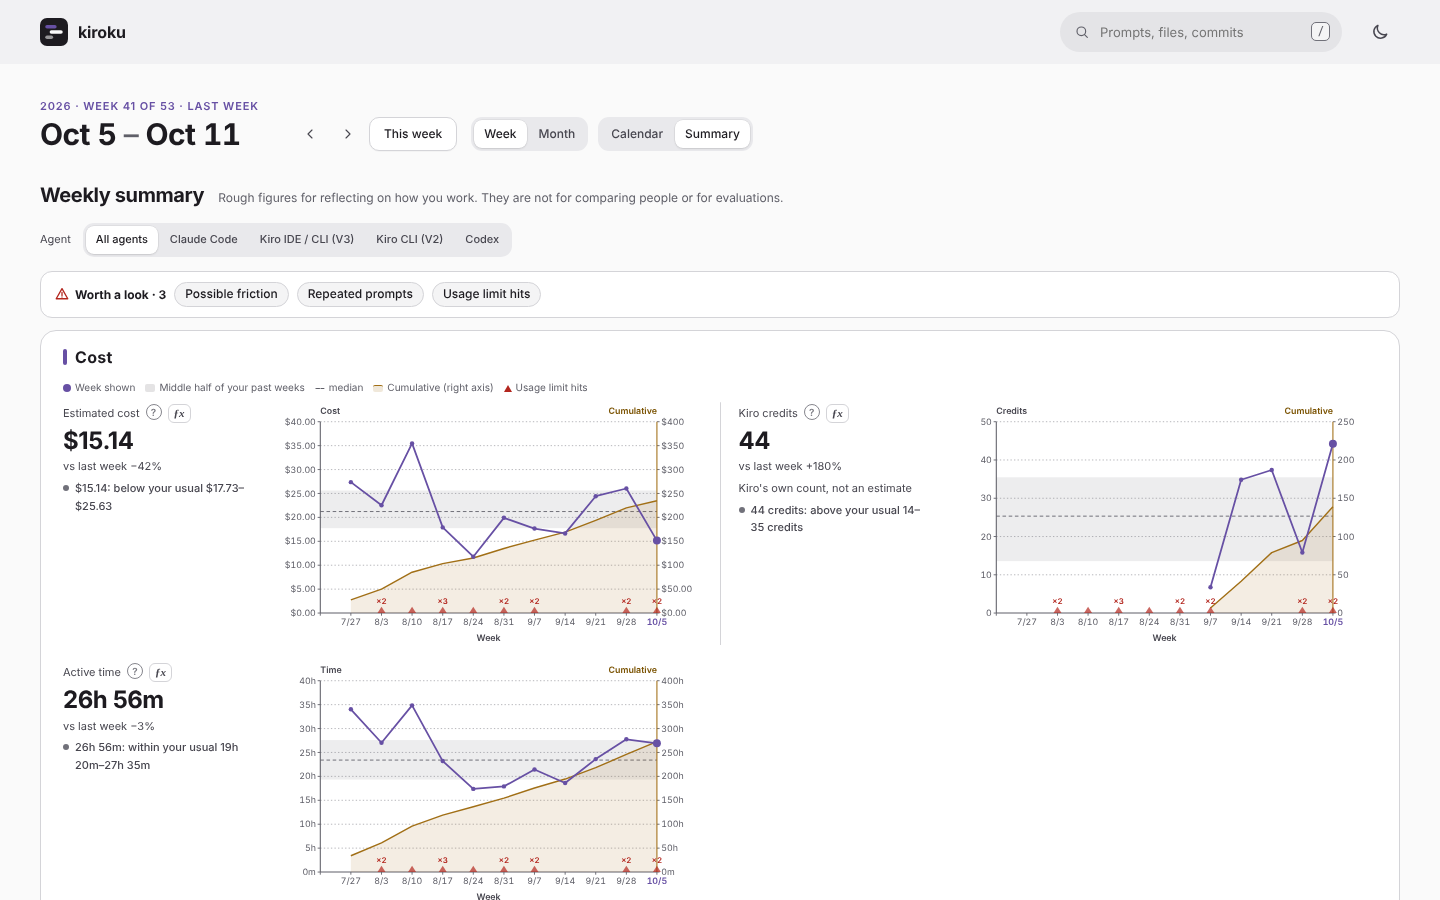 kiroku
Prompts, files, commits
/
2026 · WEEK 41 OF 53 · LAST WEEK
Oct 5 – Oct 11
This week
Week
Month
Calendar
Summary
Weekly summary
Rough figures for reflecting on how you work. They are not for comparing people or for evaluations.
Agent
All agents
Claude Code
Kiro IDE / CLI (V3)
Kiro CLI (V2)
Codex
Worth a look · 3
Possible friction
Repeated prompts
Usage limit hits
Cost
Week shown
Middle half of your past weeks
median
Cumulative (right axis)
Usage limit hits
Estimated cost ? ƒx
$15.14
vs last week −42%
$15.14: below your usual $17.73–
$25.63
Cost
Cumulative
$40.00 $400
$35.00 $350
$30.00 $300
$25.00 $250
$20.00 $200
$15.00 $150
$10.00 $100
$5.00 $50.00
$0.00 $0.00
×2 ×3 ×2 ×2 ×2 ×2
7/27 8/3 8/10 8/17 8/24 8/31 9/7 9/14 9/21 9/28 10/5
Week
Kiro credits ? ƒx
44
vs last week +180%
Kiro's own count, not an estimate
44 credits: above your usual 14–
35 credits
Credits
Cumulative
50 250
40 200
30 150
20 100
10 50
0 0
×2 ×3 ×2 ×2 ×2 ×2
7/27 8/3 8/10 8/17 8/24 8/31 9/7 9/14 9/21 9/28 10/5
Week
Active time ? ƒx
26h 56m
vs last week −3%
26h 56m: within your usual 19h
20m–27h 35m
Time
Cumulative
40h 400h
35h 350h
30h 300h
25h 250h
20h 200h
15h 150h
10h 100h
5h 50h
0m 0m
×2 ×3 ×2 ×2 ×2 ×2
7/27 8/3 8/10 8/17 8/24 8/31 9/7 9/14 9/21 9/28 10/5
Week